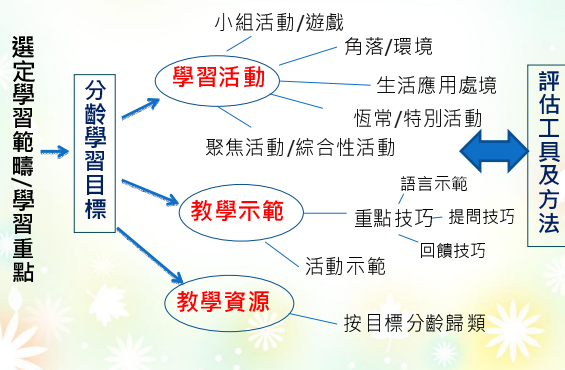 選定學習範疇/學習重點
分齡學習目標
小組活動/遊戲
角落/環境
學習活動
生活應用處境
恆常/特別活動
聚焦活動/綜合性活動
教學示範
語言示範
重點技巧
提問技巧
回饋技巧
活動示範
教學資源
按目標分齡歸類
評估工具及方法